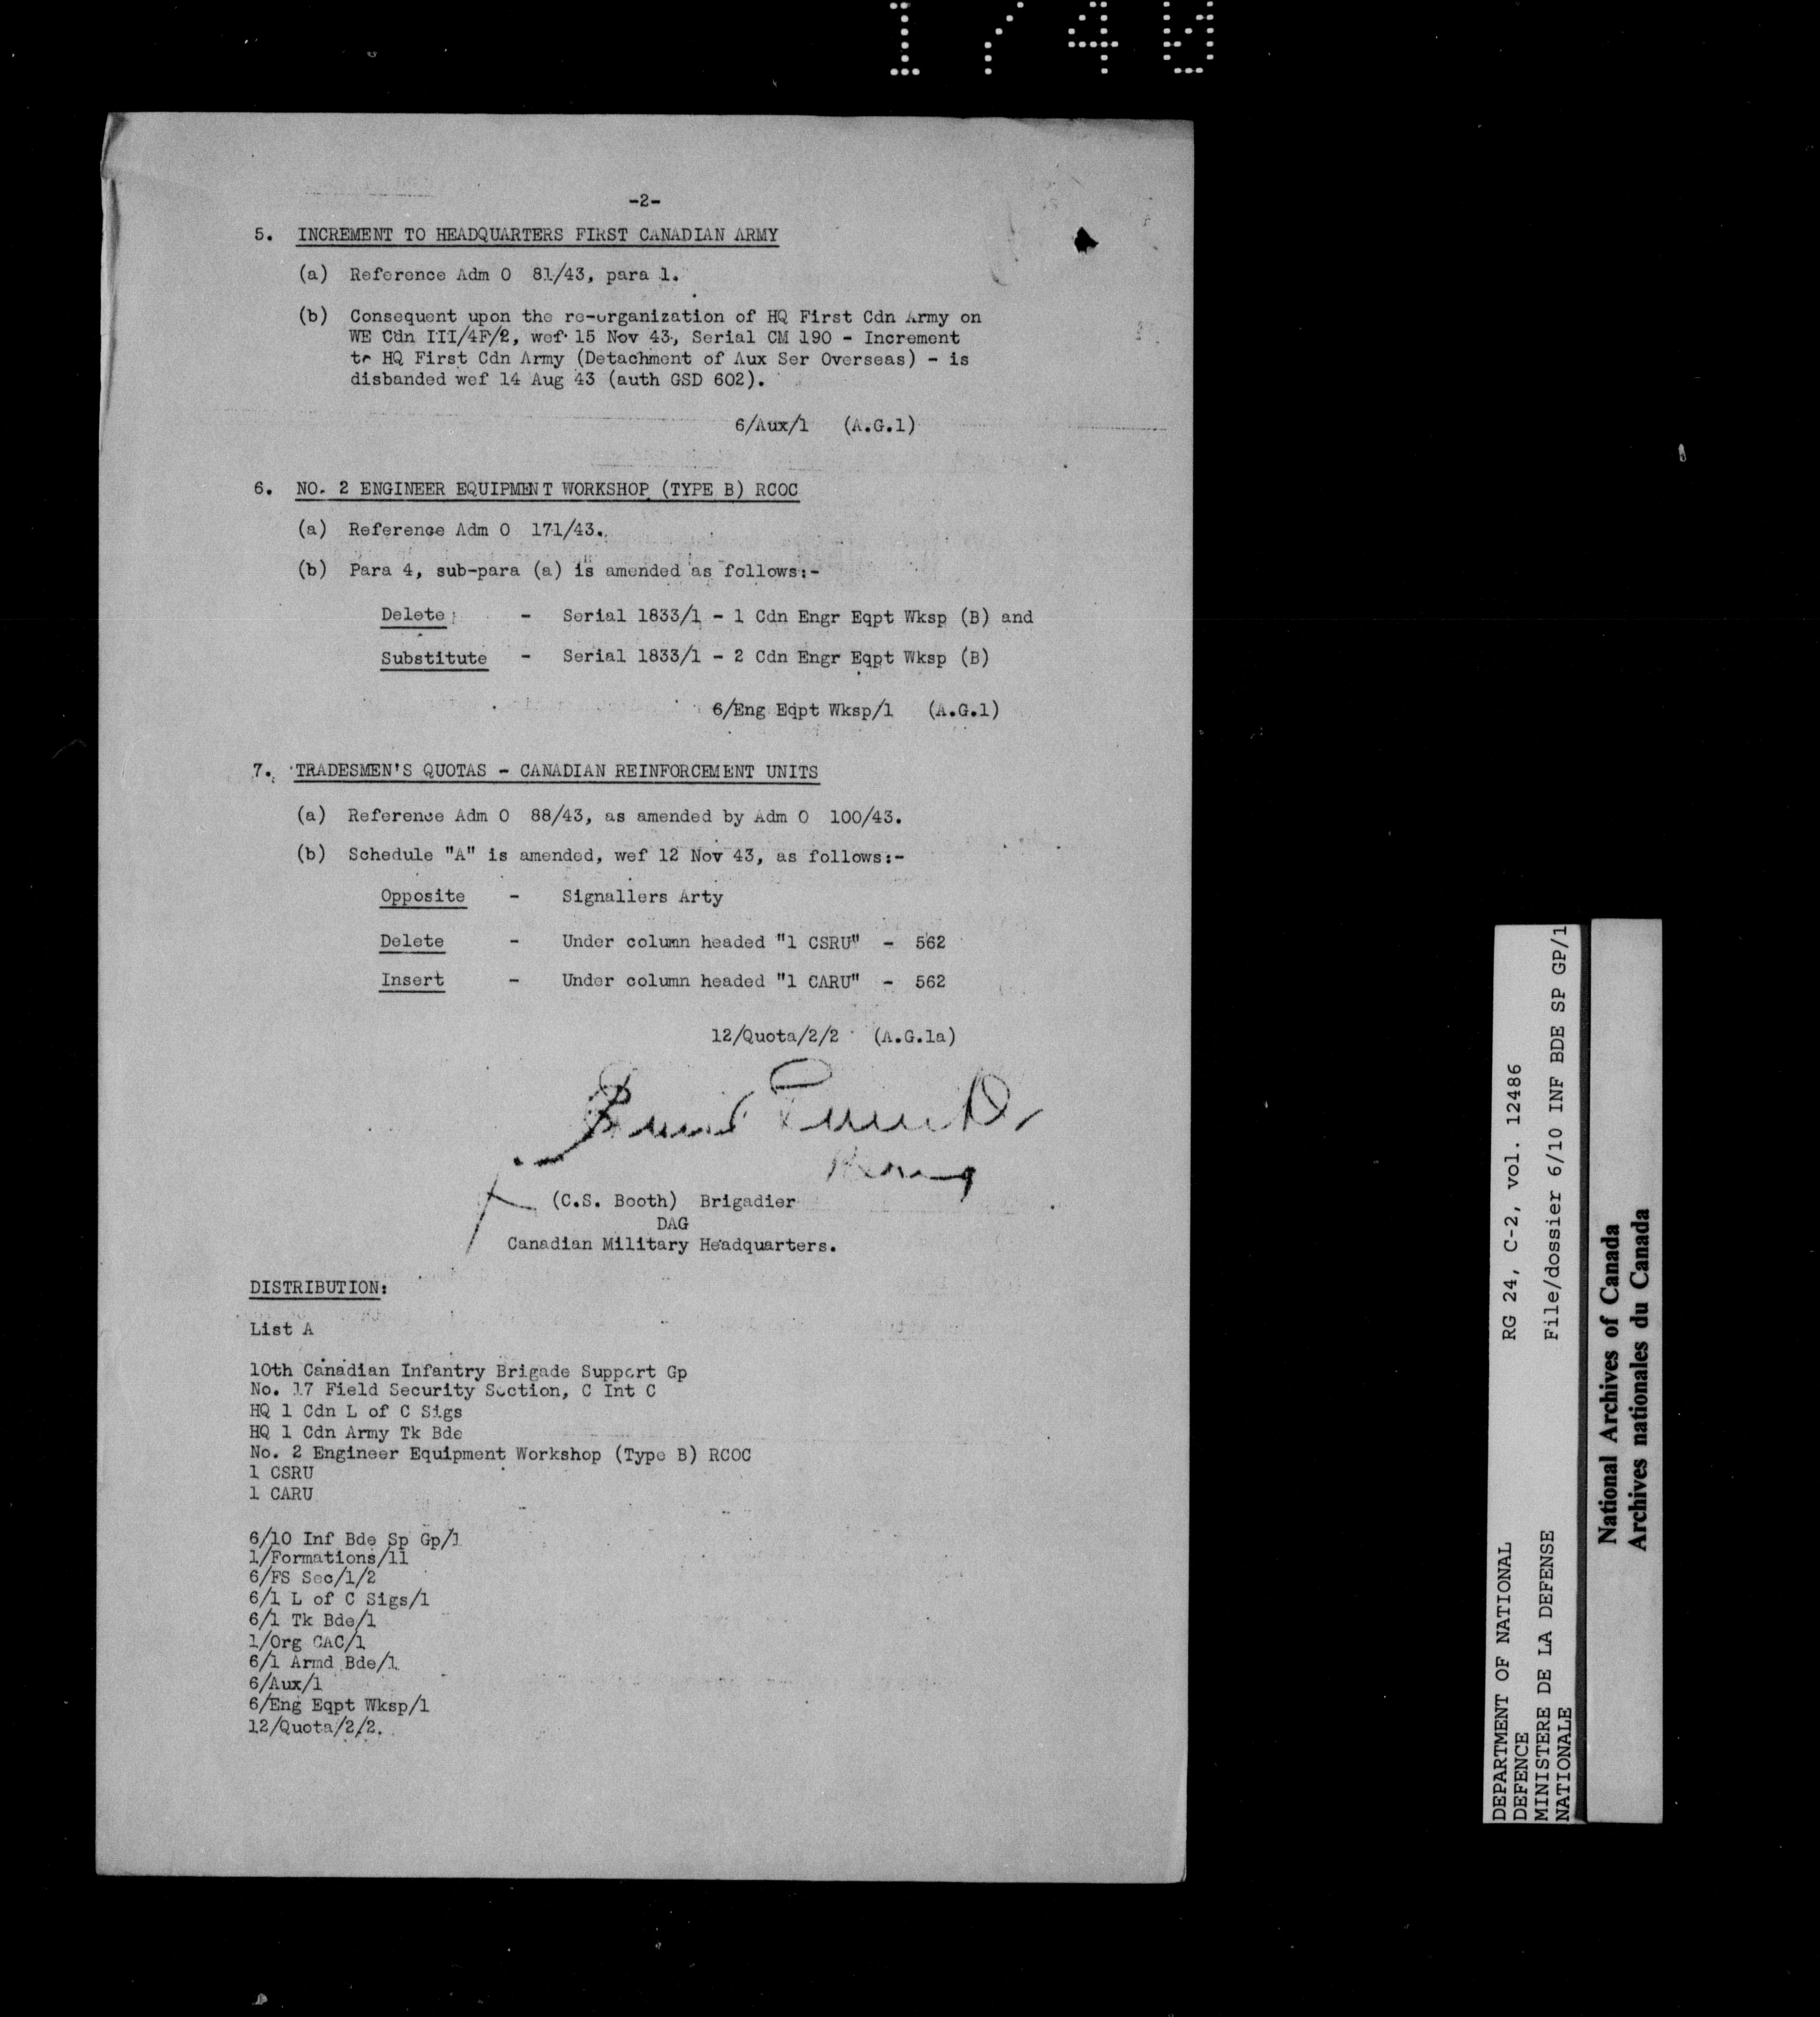 1/40
-2-
5. INCREMENT TO HEADQUARTERS FIRST CANADIAN ARMY
(a) Reference Adm O 81/43, para 1.
(b) Consequent upon the re-organization of HQ First Cdn Army on
WE Cdn III/4F/2, wef 15 Nov 43, Serial CM 190 - Increment
to HQ First Cdn Army (Detachment of Aux Ser Overseas) - is
disbanded wef 14 Aug 43 (auth GSD 602).
6/Aux/1 (A.G.1)
6. NO. 2 ENGINEER EQUIPMENT WORKSHOP (TYPE B) RCOC
(a) Reference Adm O 171/43.
(b) Para 4, sub-para (a) is amended as follows:-
Delete - Serial 1833/1 - 1 Cdn Engr Eqpt Wksp (B) and
Substitute - Serial 1833/1 - 2 Cdn Engr Eqpt Wksp (B)
6/Eng Eqpt Wksp/1 (A.G.1)
7. TRADESMEN'S QUOTAS - CANADIAN REINFORCEMENT UNITS
(a) Reference Adm O 88/43, as amended by Adm O 100/43.
(b) Schedule "A" is amended, wef 12 Nov 43, as follows:-
Opposite - Signallers Arty
Delete - Under column headed "1 CSRU" - 562
Insert - Under column headed "1 CARU" - 562
12/Quota/2/2 (A.G.1a)
(C.S. Booth) Brigadier
DAG
Canadian Military Headquarters.
DISTRIBUTION:
List A
10th Canadian Infantry Brigade Support Gp
No. 17 Field Security Section, C Int C
HQ 1 Cdn L of C Sigs
HQ 1 Cdn Army Tk Bde
No. 2 Engineer Equipment Workshop (Type B) RCOC
1 CSRU
1 CARU
6/10 Inf Bde Sp Gp/1
1/Formations/11
6/FS Sec/1/2
6/1 L of C Sigs/1
6/1 Tk Bde/1
1/Org CAC/1
6/1 Armd Bde/1
6/Aux/1
6/Eng Eqpt Wksp/1
12/Quota/2/2.
DEPARTMENT OF NATIONAL RG 24, C-2, vol. 12486
DEFENCE
MINISTERE DE LA DEFENSE File/dossier 6/10 INF BDE SP GP/1
NATIONALE
National Archives of Canada
Archives nationales du Canada